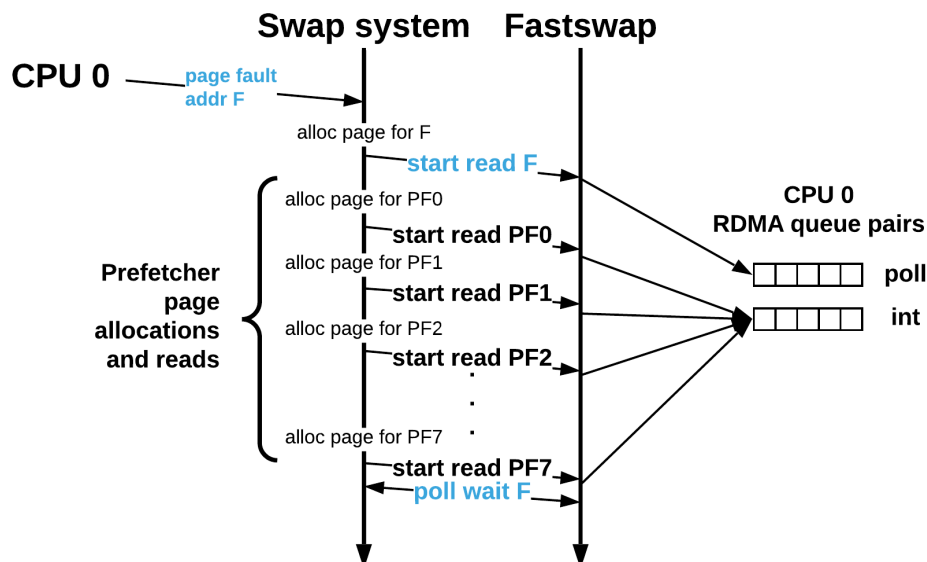 Swap system
Fastswap
CPU 0
page fault
addr F
alloc page for F
start read F
alloc page for PF0
start read PF0
alloc page for PF1
start read PF1
alloc page for PF2
start read PF2
.
.
.
alloc page for PF7
start read PF7
poll wait F
Prefetcher
page
allocations
and reads
CPU 0
RDMA queue pairs
poll
int